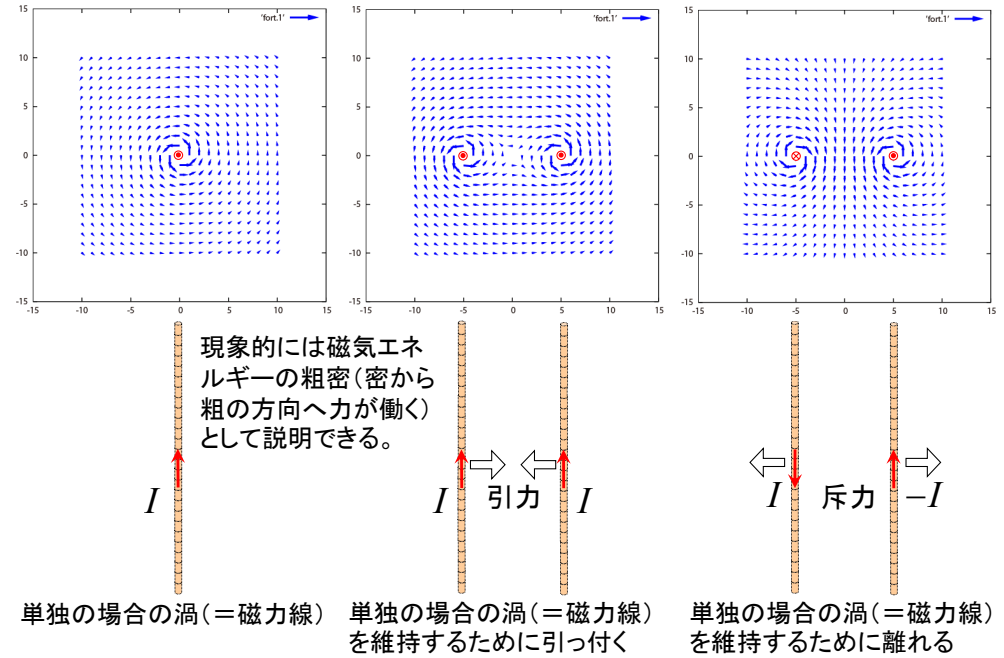 'fort.1'
15
10
5
0
-5
-10
-15
-15 -10 -5 0 5 10 15
'fort.1'
15
10
5
0
-5
-10
-15
-15 -10 -5 0 5 10 15
'fort.1'
15
10
5
0
-5
-10
-15
-15 -10 -5 0 5 10 15
現象的には磁気エネ
ルギーの粗密(密から
粗の方向へ力が働く)
として説明できる。
I
I 引力 I
I 斥力 −I
単独の場合の渦(=磁力線)
単独の場合の渦(=磁力線)
を維持するために引っ付く
単独の場合の渦(=磁力線)
を維持するために離れる